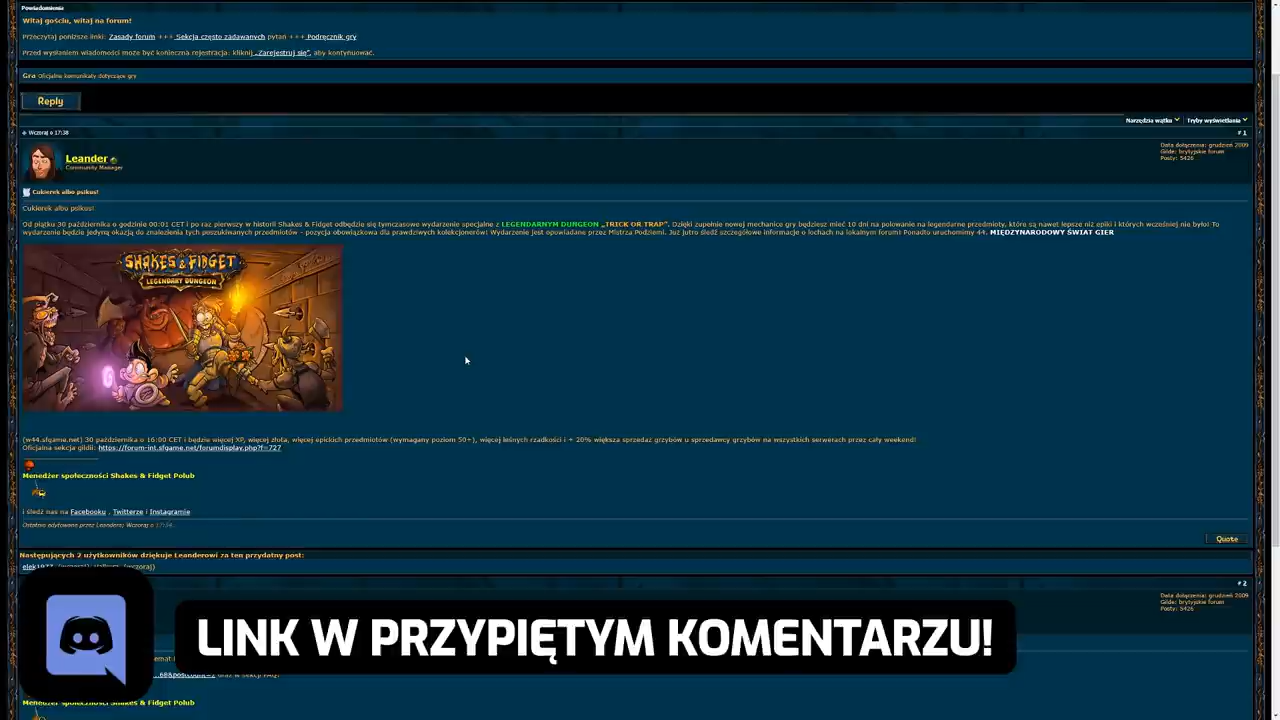 Powiadomienia
Witaj gościu, witaj na forum!
Przeczytaj poniższe linki: Zasady forum +++ Sekcja często zadawanych pytań +++ Podręcznik gry
Przed wysłaniem wiadomości może być konieczna rejestracja: kliknij „Zarejestruj się”, aby kontynuować.
Gra Oficjalne komunikaty dotyczące gry
Reply
Narzędzia wątku Tryby wyświetlania
Wczoraj o 17:38 # 1
Leander
Community Manager
Data dołączenia: grudzień 2009
Gildie: brytyjskie forum
Posty: 5426
Cukierek albo psikus!
Cukierek albo psikus!
Od piątku 30 października o godzinie 00:01 CET i po raz pierwszy w historii Shakes & Fidget odbędzie się tymczasowe wydarzenie specjalne z LEGENDARNYM DUNGEON „TRICK OR TRAP”. Dzięki zupełnie nowej mechanice gry będziesz mieć 10 dni na polowanie na legendarne przedmioty, które są nawet lepsze niż epiki i których wcześniej nie było! To
wydarzenie będzie jedyną okazją do znalezienia tych poszukiwanych przedmiotów - pozycja obowiązkowa dla prawdziwych kolekcjonerów! Wydarzenie jest opowiadane przez Mistrza Podziemi. Już jutro śledź szczegółowe informacje o lochach na lokalnym forum! Ponadto uruchomimy 44. MIĘDZYNARODOWY ŚWIAT GIER
SHAKES & FIDGET
LEGENDARY DUNGEON
(w44.sfgame.net) 30 października o 16:00 CET i będzie więcej XP, więcej złota, więcej epickich przedmiotów (wymagany poziom 50+), więcej leśnych rzadkości i + 20% większa sprzedaż grzybów u sprzedawcy grzybów na wszystkich serwerach przez cały weekend!
Oficjalna sekcja gildii: https://forum-int.sfgame.net/forumdisplay.php?f=727
Menedżer społeczności Shakes & Fidget Polub
i śledź nas na Facebooku , Twitterze i Instagramie
Ostatnio edytowane przez Leandera; Wczoraj o 17:54.
Quote
Następujących 2 użytkowników dziękuje Leanderowi za ten przydatny post:
(wczoraj)
# 2
Data dołączenia: grudzień 2009
Gildie: brytyjskie forum
Posty: 5426
LINK W PRZYPIĘTYM KOMENTARZU!
Menedżer społeczności Shakes & Fidget Polub